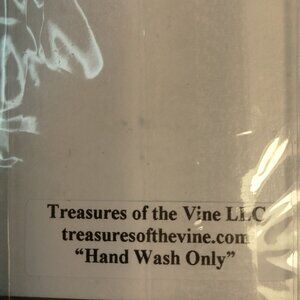 Treasures of the Vine LLC
treasuresofthevine.com
“Hand Wash Only”